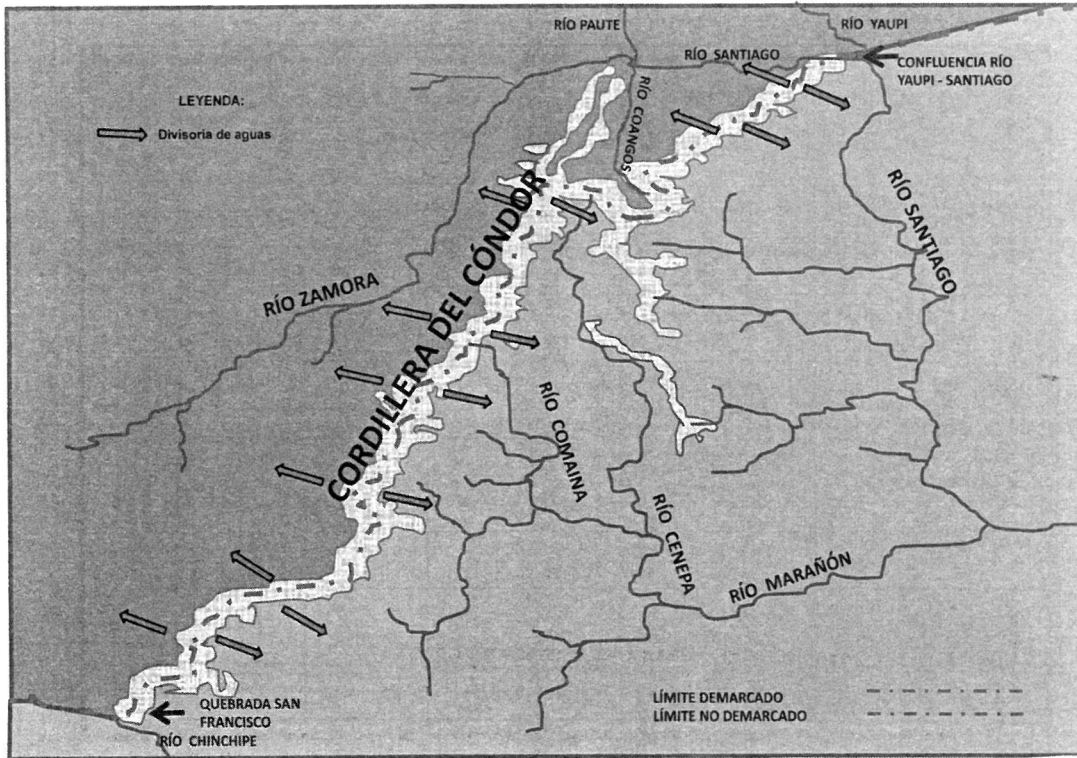 RÍO PAUTE
RÍO YAUPI
RÍO SANTIAGO
CONFLUENCIA RÍO
YAUPI - SANTIAGO
LEYENDA:
Divisoria de aguas
RÍO COANGOS
RÍO SANTIAGO
CORDILLERA DEL CÓNDOR
RÍO ZAMORA
RÍO COMAINA
RÍO CENEPA
RÍO MARAÑÓN
QUEBRADA SAN
FRANCISCO
RÍO CHINCHIPE
LÍMITE DEMARCADO
LÍMITE NO DEMARCADO